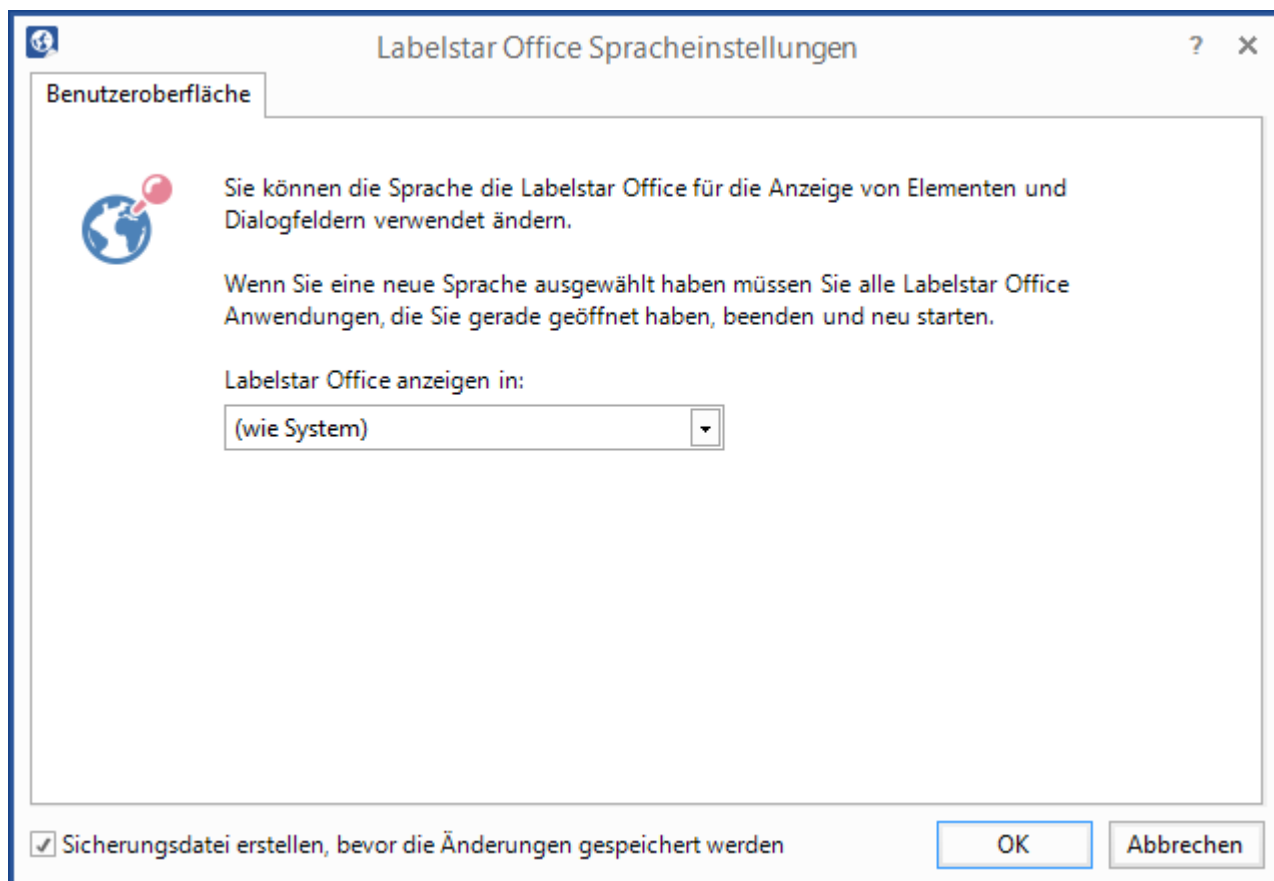 Labelstar Office Spracheinstellungen
?
Benutzeroberfläche
Sie können die Sprache die Labelstar Office für die Anzeige von Elementen und
Dialogfeldern verwendet ändern.
Wenn Sie eine neue Sprache ausgewählt haben müssen Sie alle Labelstar Office
Anwendungen, die Sie gerade geöffnet haben, beenden und neu starten.
Labelstar Office anzeigen in:
(wie System)
Sicherungsdatei erstellen, bevor die Änderungen gespeichert werden
OK
Abbrechen